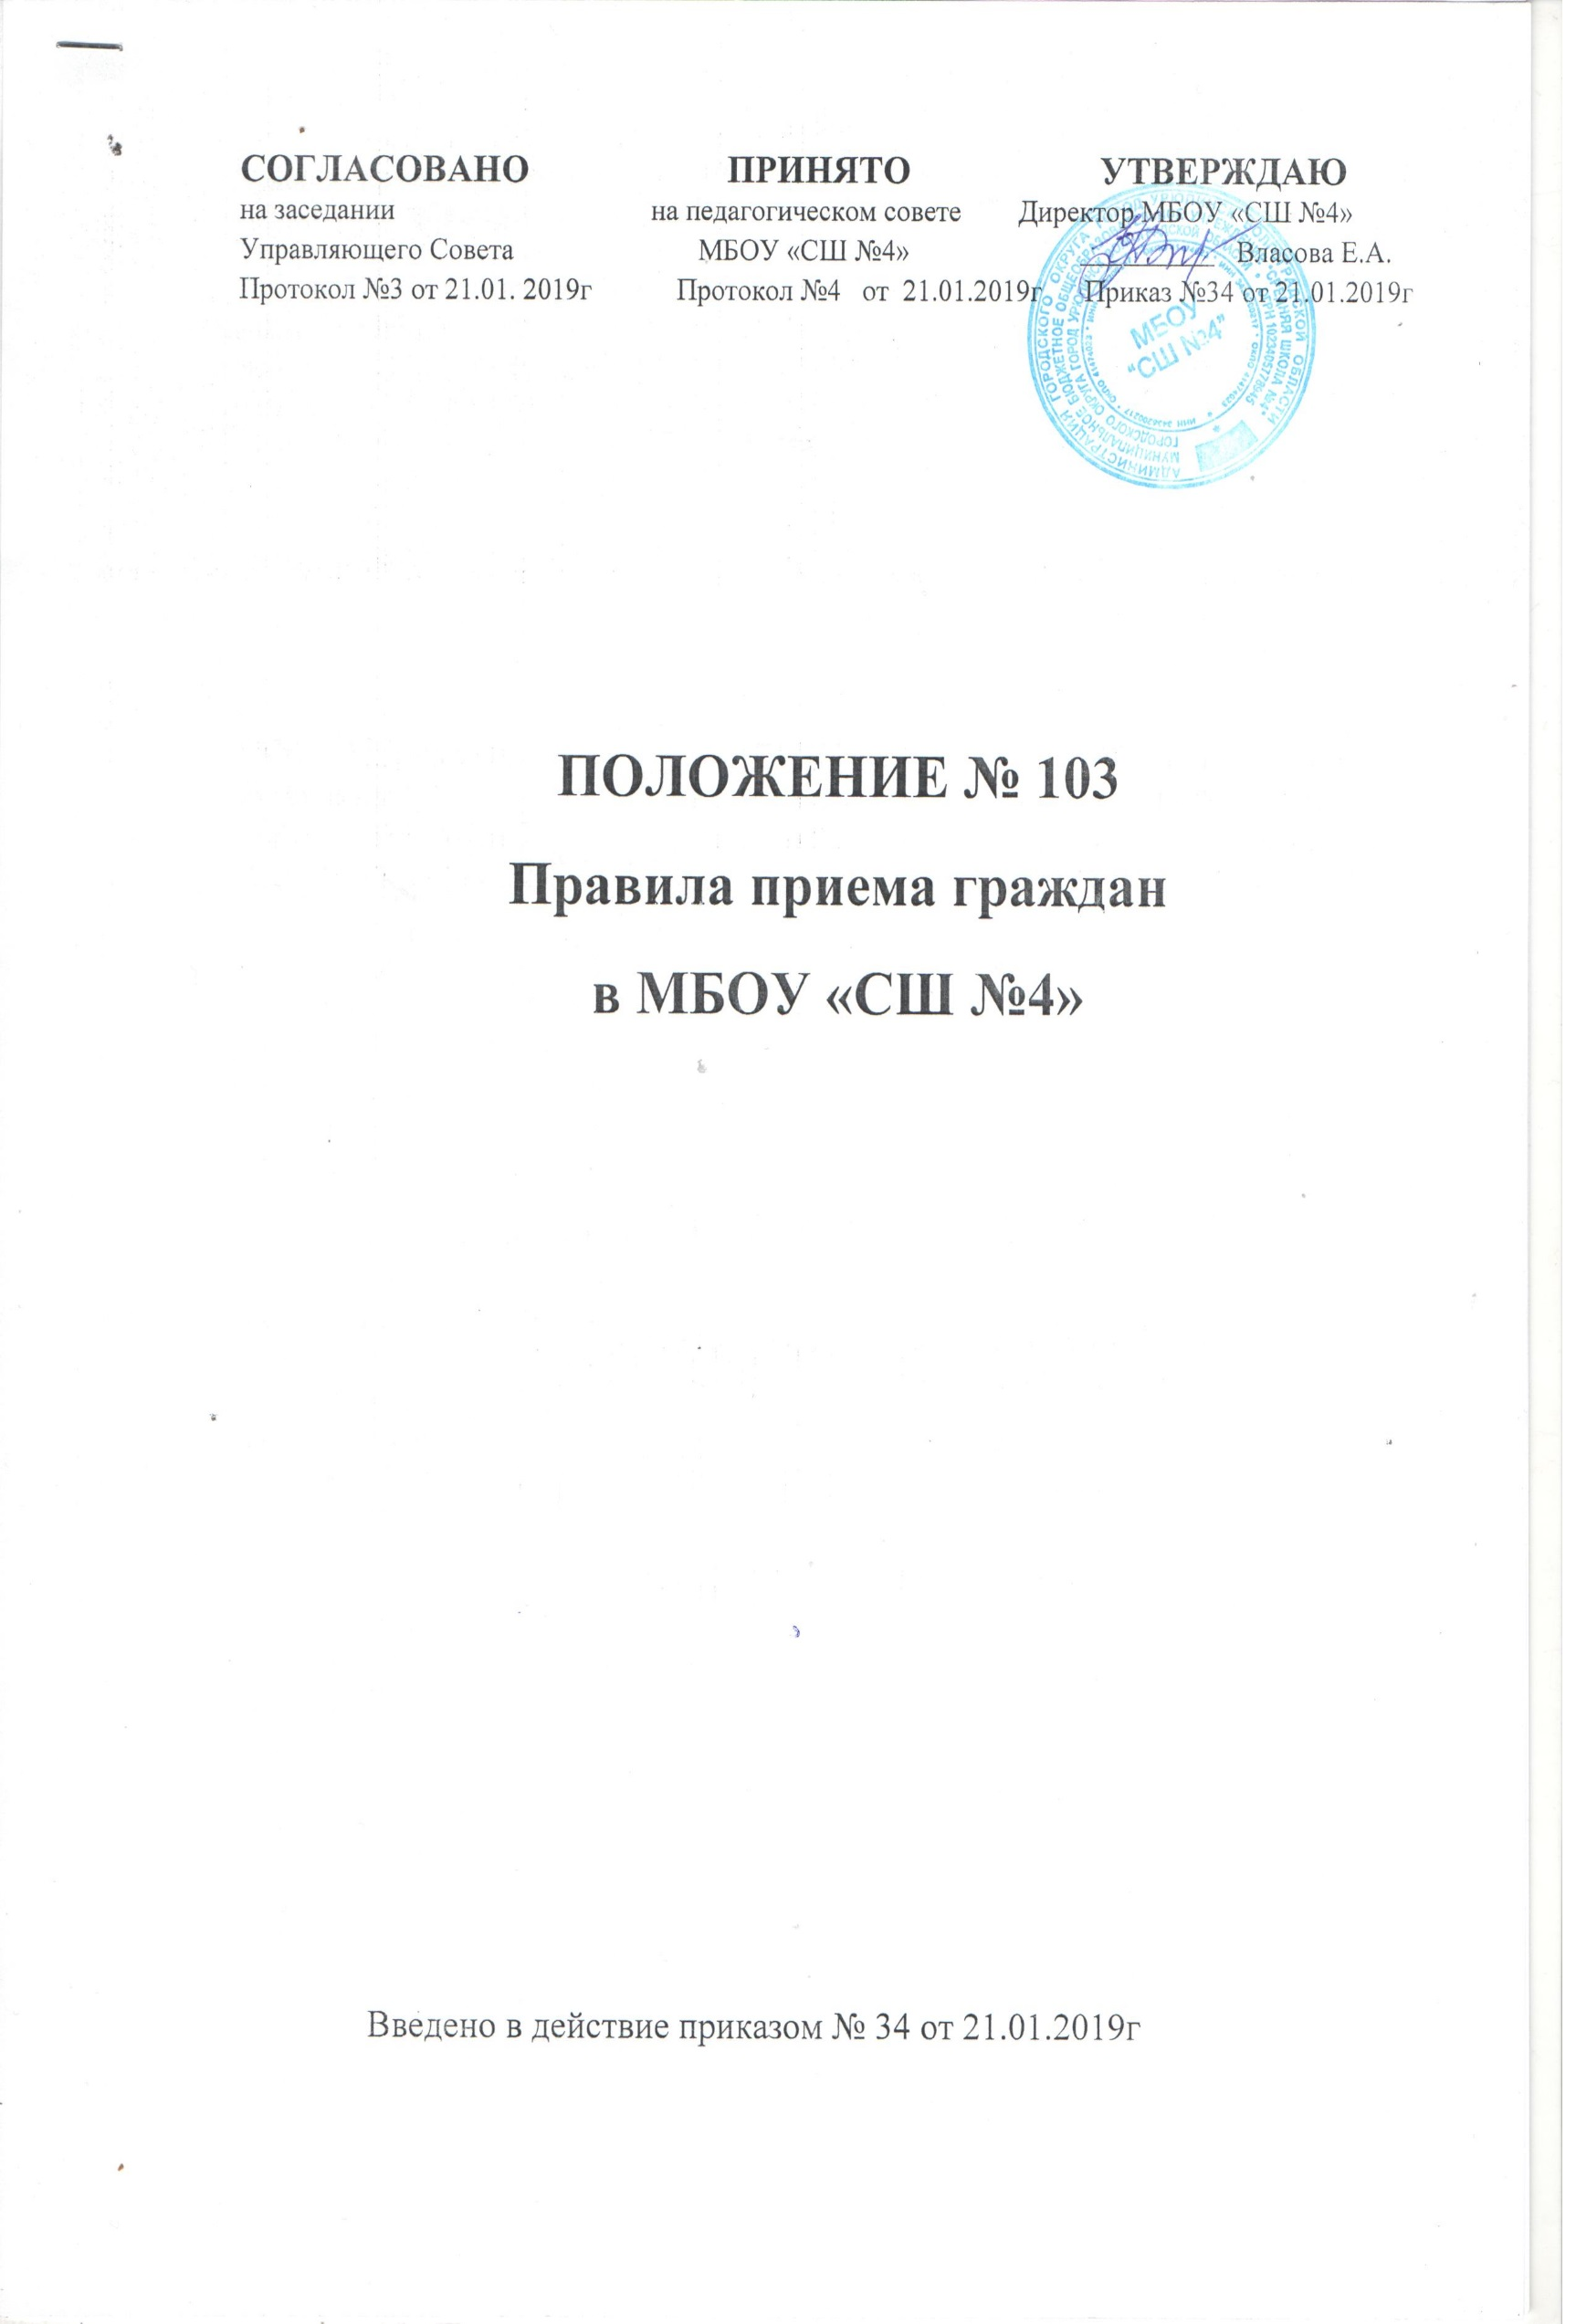 СОГЛАСОВАНО
на заседании
Управляющего Совета
Протокол №3 от 21.01. 2019г
ПРИНЯТО
на педагогическом совете
МБОУ «СШ №4»
Протокол №4 от 21.01.2019г
УТВЕРЖДАЮ
Директор МБОУ «СШ №4»
Власова Е.А.
Приказ №34 от 21.01.2019г
МБОУ
"СШ №4"
ПОЛОЖЕНИЕ № 103
Правила приема граждан
в МБОУ «СШ №4»
Введено в действие приказом № 34 от 21.01.2019г